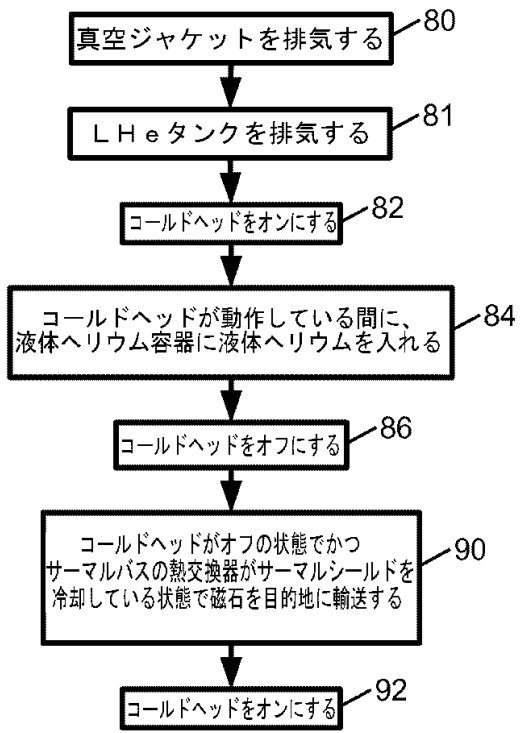 真空ジャケットを排気する
80
LHeタンクを排気する
81
コールドヘッドをオンにする
82
コールドヘッドが動作している間に、
液体ヘリウム容器に液体ヘリウムを入れる
84
コールドヘッドをオフにする
86
コールドヘッドがオフの状態でかつ
サーマルバスの熱交換器がサーマルシールドを
冷却している状態で磁石を目的地に輸送する
90
コールドヘッドをオンにする
92